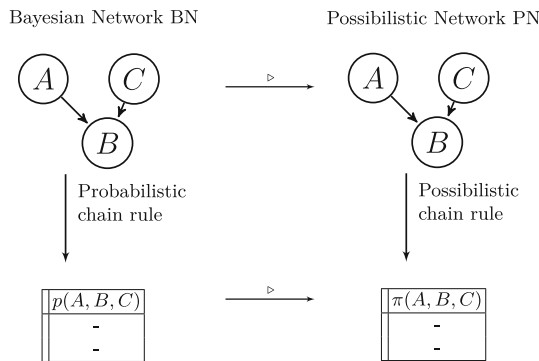 Bayesian Network BN
Possibilistic Network PN
A
C
B
▷
A
C
B
Probabilistic
chain rule
Possibilistic
chain rule
p(A, B, C)
-
-
▷
π(A, B, C)
-
-